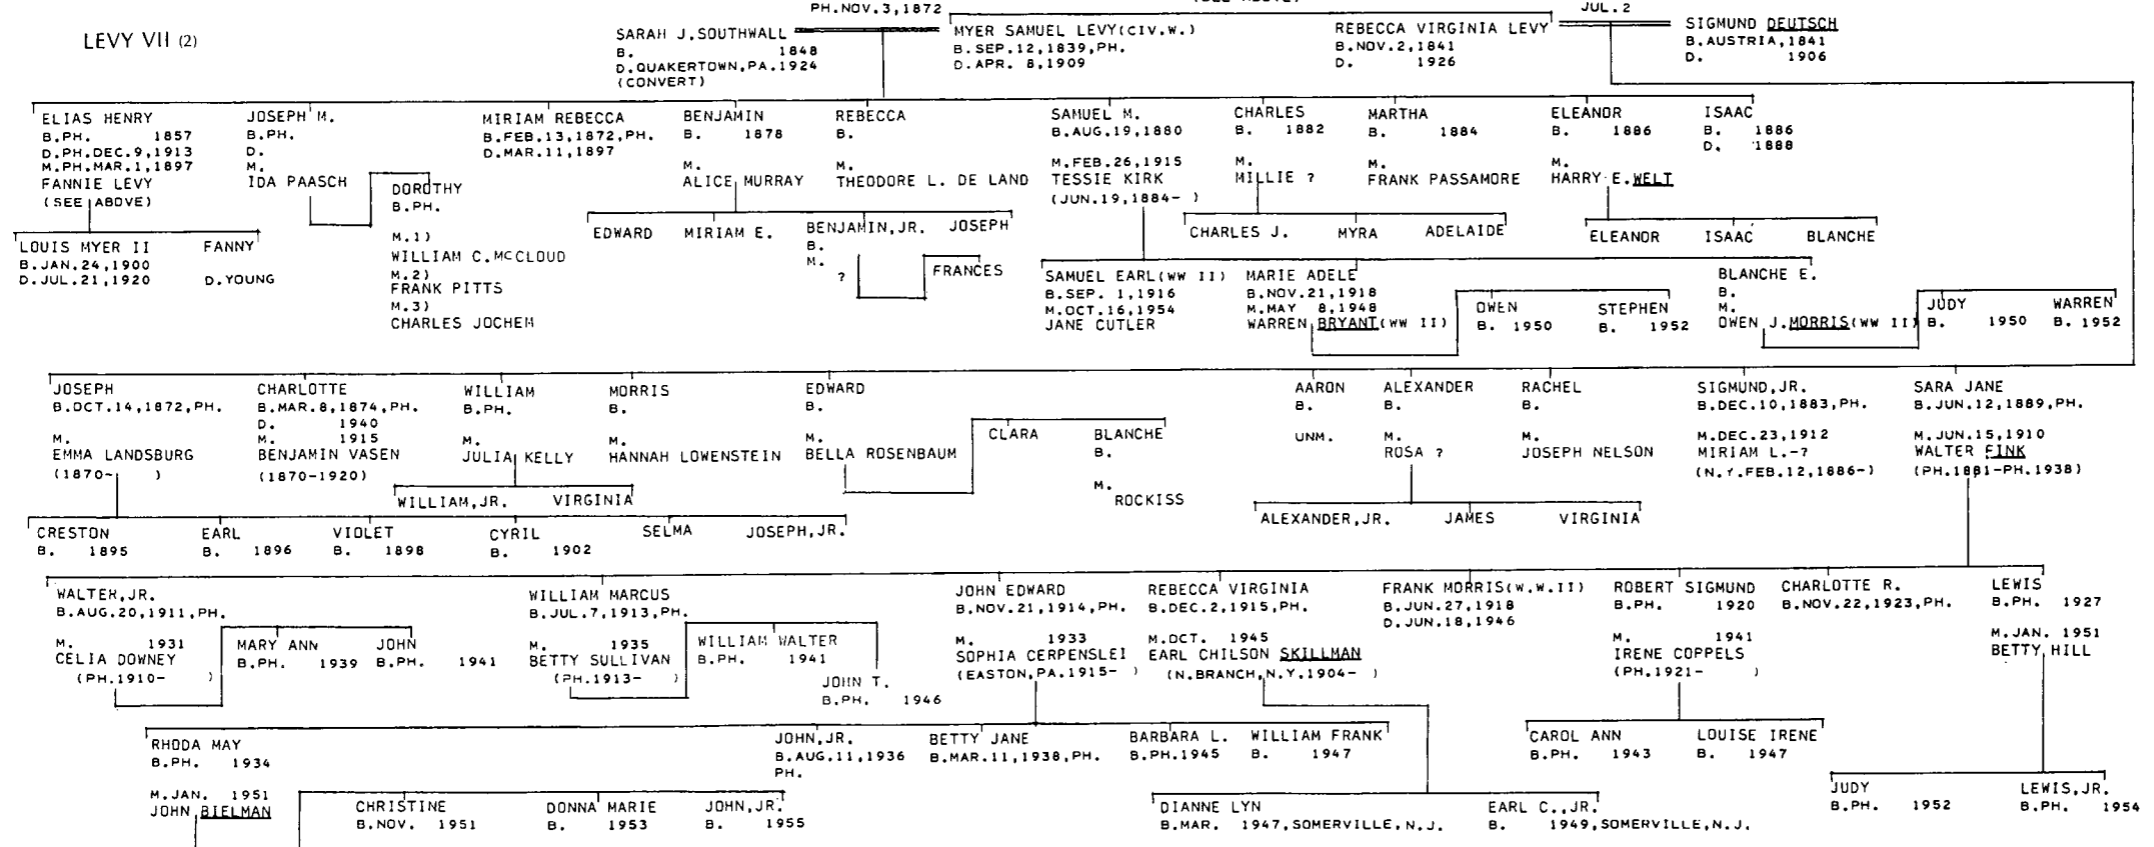 LEVY VII (2)
PH.NOV.3,1872
JUL.2
SARAH J.SOUTHWALL
B. 1848
D.QUAKERTOWN,PA.1924
(CONVERT)
MYER SAMUEL LEVY(CIV.W.)
B.SEP.12,1839,PH.
D.APR. 8,1909
REBECCA VIRGINIA LEVY
B.NOV.2,1841
D. 1926
SIGMUND DEUTSCH
B.AUSTRIA,1841
D. 1906
ELIAS HENRY
B.PH. 1857
D.PH.DEC.9,1913
M.PH.MAR.1,1897
FANNIE LEVY
(SEE ABOVE)
JOSEPH M.
B.PH.
D.
M.
IDA PAASCH
DOROTHY
B.PH.
M.1)
WILLIAM C.MCCLOUD
M.2)
FRANK PITTS
M.3)
CHARLES JOCHEM
MIRIAM REBECCA
B.FEB.13,1872,PH.
D.MAR.11,1897
BENJAMIN
B. 1878
M.
ALICE MURRAY
REBECCA
B.
M.
THEODORE L. DE LAND
SAMUEL M.
B.AUG.19,1880
M.FEB.26,1915
TESSIE KIRK
(JUN.19,1884- )
CHARLES
B. 1882
M.
MILLIE ?
MARTHA
B. 1884
M.
FRANK PASSAMORE
ELEANOR
B. 1886
M.
HARRY E.WELT
ISAAC
B. 1886
D. 1888
LOUIS MYER II
B.JAN.24,1900
D.JUL.21,1920
FANNY
D.YOUNG
EDWARD
MIRIAM E.
BENJAMIN,JR.
B.
M.
?
JOSEPH
FRANCES
CHARLES J.
MYRA
ADELAIDE
ELEANOR
ISAAC
BLANCHE
SAMUEL EARL(WW II)
B.SEP. 1,1916
M.OCT.16,1954
JANE CUTLER
MARIE ADELE
B.NOV.21,1918
M.MAY 8,1948
WARREN BRYANT(WW II)
OWEN
B. 1950
STEPHEN
B. 1952
BLANCHE E.
B.
M.
OWEN J.MORRIS(WW II)
JUDY
B. 1950
WARREN
B. 1952
JOSEPH
B.OCT.14,1872,PH.
M.
EMMA LANDSBURG
(1870- )
CHARLOTTE
B.MAR.8,1874,PH.
D. 1940
M. 1915
BENJAMIN VASEN
(1870-1920)
WILLIAM
B.PH.
M.
JULIA KELLY
MORRIS
B.
M.
HANNAH LOWENSTEIN
EDWARD
B.
M.
BELLA ROSENBAUM
CLARA
BLANCHE
B.
M.
ROCKISS
AARON
B.
UNM.
ALEXANDER
B.
M.
ROSA ?
RACHEL
B.
M.
JOSEPH NELSON
SIGMUND,JR.
B.DEC.10,1883,PH.
M.DEC.23,1912
MIRIAM L.-?
(N.Y.FEB.12,1886-)
SARA JANE
B.JUN.12,1889,PH.
M.JUN.15,1910
WALTER FINK
(PH.1881-PH.1938)
WILLIAM,JR.
VIRGINIA
ALEXANDER,JR.
JAMES
VIRGINIA
CRESTON
B. 1895
EARL
B. 1896
VIOLET
B. 1898
CYRIL
B. 1902
SELMA
JOSEPH,JR.
WALTER,JR.
B.AUG.20,1911,PH.
M. 1931
CELIA DOWNEY
(PH.1910- )
MARY ANN
B.PH. 1939
JOHN
B.PH. 1941
WILLIAM MARCUS
B.JUL.7,1913,PH.
M. 1935
BETTY SULLIVAN
(PH.1913- )
WILLIAM WALTER
B.PH. 1941
JOHN T.
B.PH. 1946
JOHN EDWARD
B.NOV.21,1914,PH.
M. 1933
SOPHIA CERPENSLEI
(EASTON,PA.1915- )
REBECCA VIRGINIA
B.DEC.2,1915,PH.
M.OCT. 1945
EARL CHILSON SKILLMAN
(N.BRANCH,N.Y.1904- )
FRANK MORRIS(W.W.II)
B.JUN.27,1918
D.JUN.18,1946
ROBERT SIGMUND
B.PH. 1920
M. 1941
IRENE COPPELS
(PH.1921- )
CHARLOTTE R.
B.NOV.22,1923,PH.
LEWIS
B.PH. 1927
M.JAN. 1951
BETTY HILL
RHODA MAY
B.PH. 1934
M.JAN. 1951
JOHN BIELMAN
JOHN,JR.
B.AUG.11,1936
PH.
BETTY JANE
B.MAR.11,1938,PH.
BARBARA L.
B.PH.1945
WILLIAM FRANK
B. 1947
CAROL ANN
B.PH. 1943
LOUISE IRENE
B. 1947
CHRISTINE
B.NOV. 1951
DONNA MARIE
B. 1953
JOHN,JR.
B. 1955
DIANNE LYN
B.MAR. 1947,SOMERVILLE,N.J.
EARL C.,JR.
B. 1949,SOMERVILLE,N.J.
JUDY
B.PH. 1952
LEWIS,JR.
B.PH. 1954